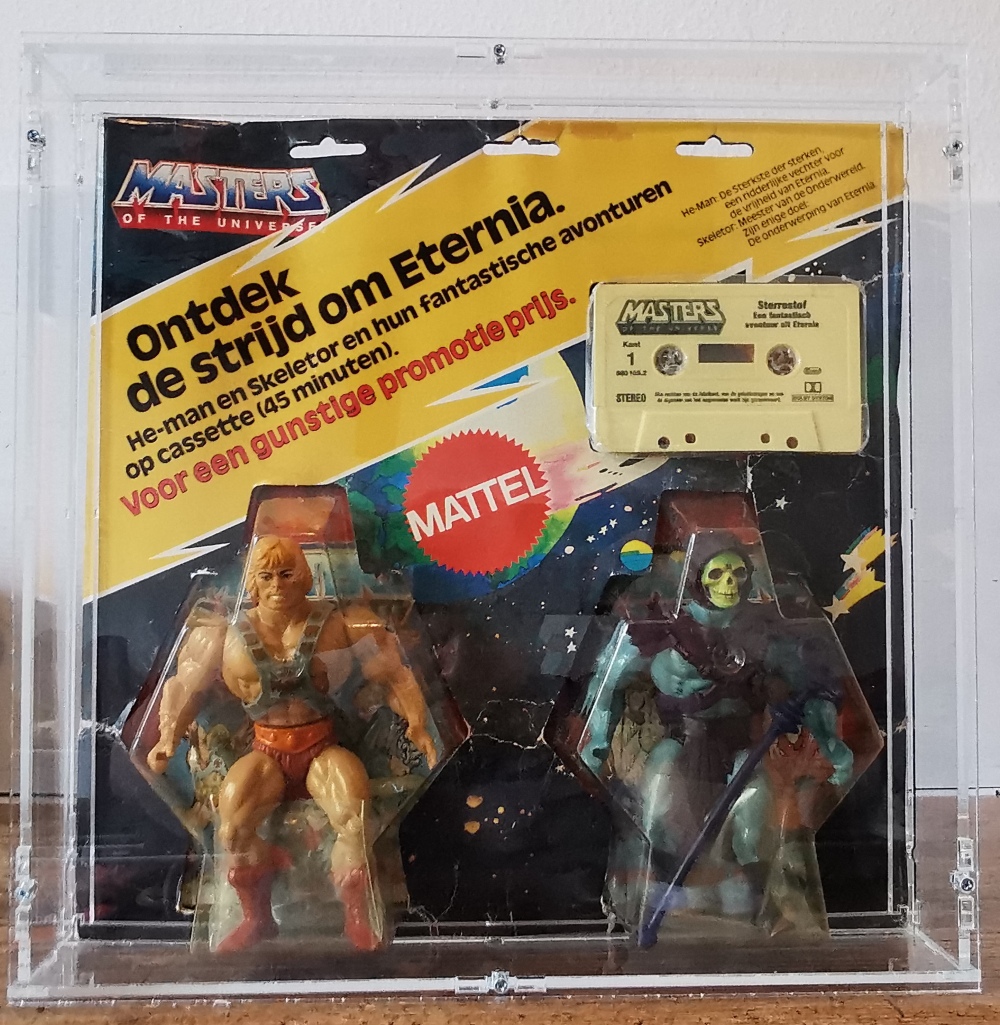 MASTERS
OF THE UNIVERSE
Ontdek
de strijd om Eternia.
He-man en Skeletor en hun fantastische avonturen
op cassette (45 minuten).
Voor een gunstige promotie prijs.
He-Man: De Sterkste der sterken,
een ridderlijke vechter voor
de vrijheid van Eternia.
Skeletor: Meester van de Onderwereld.
Zijn enige doel:
De onderwerping van Eternia.
MASTERS
OF THE UNIVERSE
Sterrestof
Een fantastisch
avontuur uit Eternia
Kant
1
STEREO
DOLBY SYSTEM
MATTEL